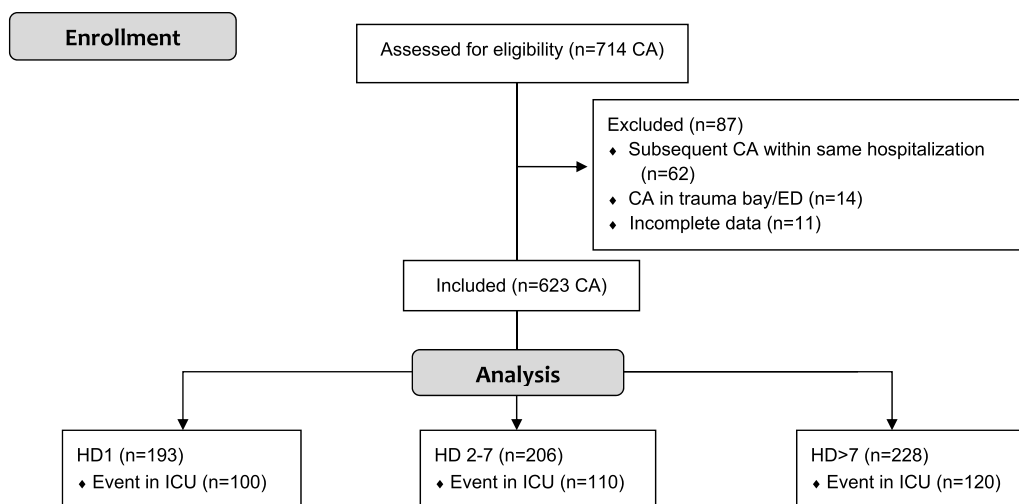 Enrollment
Assessed for eligibility (n=714 CA)
Excluded (n=87)
♦ Subsequent CA within same hospitalization
(n=62)
♦ CA in trauma bay/ED (n=14)
♦ Incomplete data (n=11)
Included (n=623 CA)
Analysis
HD1 (n=193)
♦ Event in ICU (n=100)
HD 2-7 (n=206)
♦ Event in ICU (n=110)
HD>7 (n=228)
♦ Event in ICU (n=120)